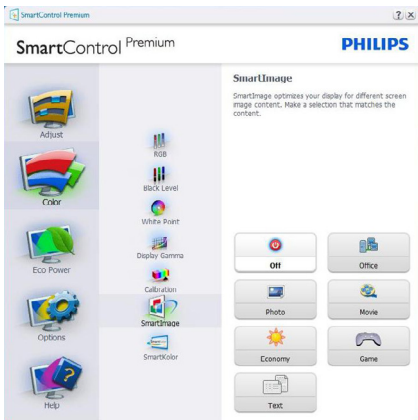 SmartControl Premium
SmartControl Premium
PHILIPS
Adjust
Color
Eco Power
Options
Help
RGB
Black Level
White Point
Display Gamma
Calibration
SmartImage
SmartKolor
SmartImage
SmartImage optimizes your display for different screen
image content. Make a selection that matches the
content.
Off
Office
Photo
Movie
Economy
Game
Text